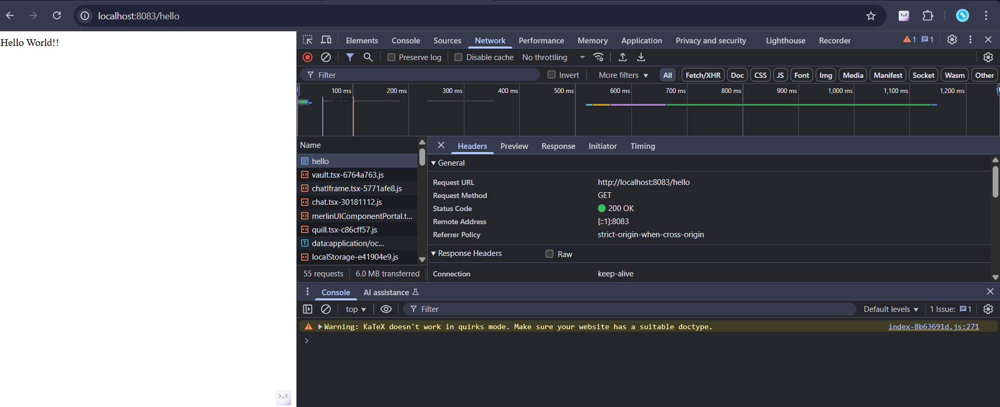 localhost:8083/hello
Hello World!!
Elements Console Sources Network Performance Memory Application Privacy and security Lighthouse Recorder 1 1
Preserve log Disable cache No throttling
Filter Invert More filters All Fetch/XHR Doc CSS JS Font Img Media Manifest Socket Wasm Other
100 ms 200 ms 300 ms 400 ms 500 ms 600 ms 700 ms 800 ms 900 ms 1,000 ms 1,100 ms 1,200 ms
Name
hello
vault.tsx-6764a763.js
chatIframe.tsx-5771afe8.js
chat.tsx-30181112.js
merlinUIComponentPortal.t...
quill.tsx-c86cff57.js
data:application/oc...
localStorage-e41904e9.js
55 requests 6.0 MB transferred
Headers Preview Response Initiator Timing
General
Request URL http://localhost:8083/hello
Request Method GET
Status Code 200 OK
Remote Address [::1]:8083
Referrer Policy strict-origin-when-cross-origin
Response Headers Raw
Connection keep-alive
Console AI assistance
top Filter Default levels 1 Issue: 1
Warning: KaTeX doesn't work in quirks mode. Make sure your website has a suitable doctype. index-8b63691d.js:271